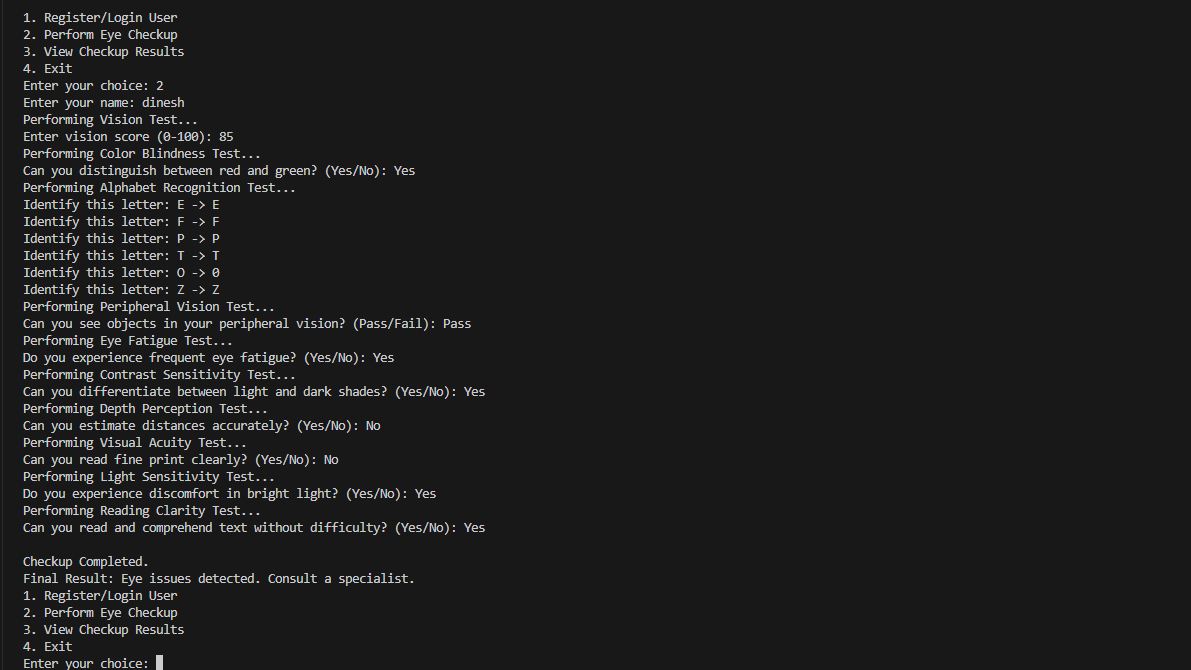 1. Register/Login User
2. Perform Eye Checkup
3. View Checkup Results
4. Exit
Enter your choice: 2
Enter your name: dinesh
Performing Vision Test...
Enter vision score (0-100): 85
Performing Color Blindness Test...
Can you distinguish between red and green? (Yes/No): Yes
Performing Alphabet Recognition Test...
Identify this letter: E -> E
Identify this letter: F -> F
Identify this letter: P -> P
Identify this letter: T -> T
Identify this letter: O -> 0
Identify this letter: Z -> Z
Performing Peripheral Vision Test...
Can you see objects in your peripheral vision? (Pass/Fail): Pass
Performing Eye Fatigue Test...
Do you experience frequent eye fatigue? (Yes/No): Yes
Performing Contrast Sensitivity Test...
Can you differentiate between light and dark shades? (Yes/No): Yes
Performing Depth Perception Test...
Can you estimate distances accurately? (Yes/No): No
Performing Visual Acuity Test...
Can you read fine print clearly? (Yes/No): No
Performing Light Sensitivity Test...
Do you experience discomfort in bright light? (Yes/No): Yes
Performing Reading Clarity Test...
Can you read and comprehend text without difficulty? (Yes/No): Yes
Checkup Completed.
Final Result: Eye issues detected. Consult a specialist.
1. Register/Login User
2. Perform Eye Checkup
3. View Checkup Results
4. Exit
Enter your choice: